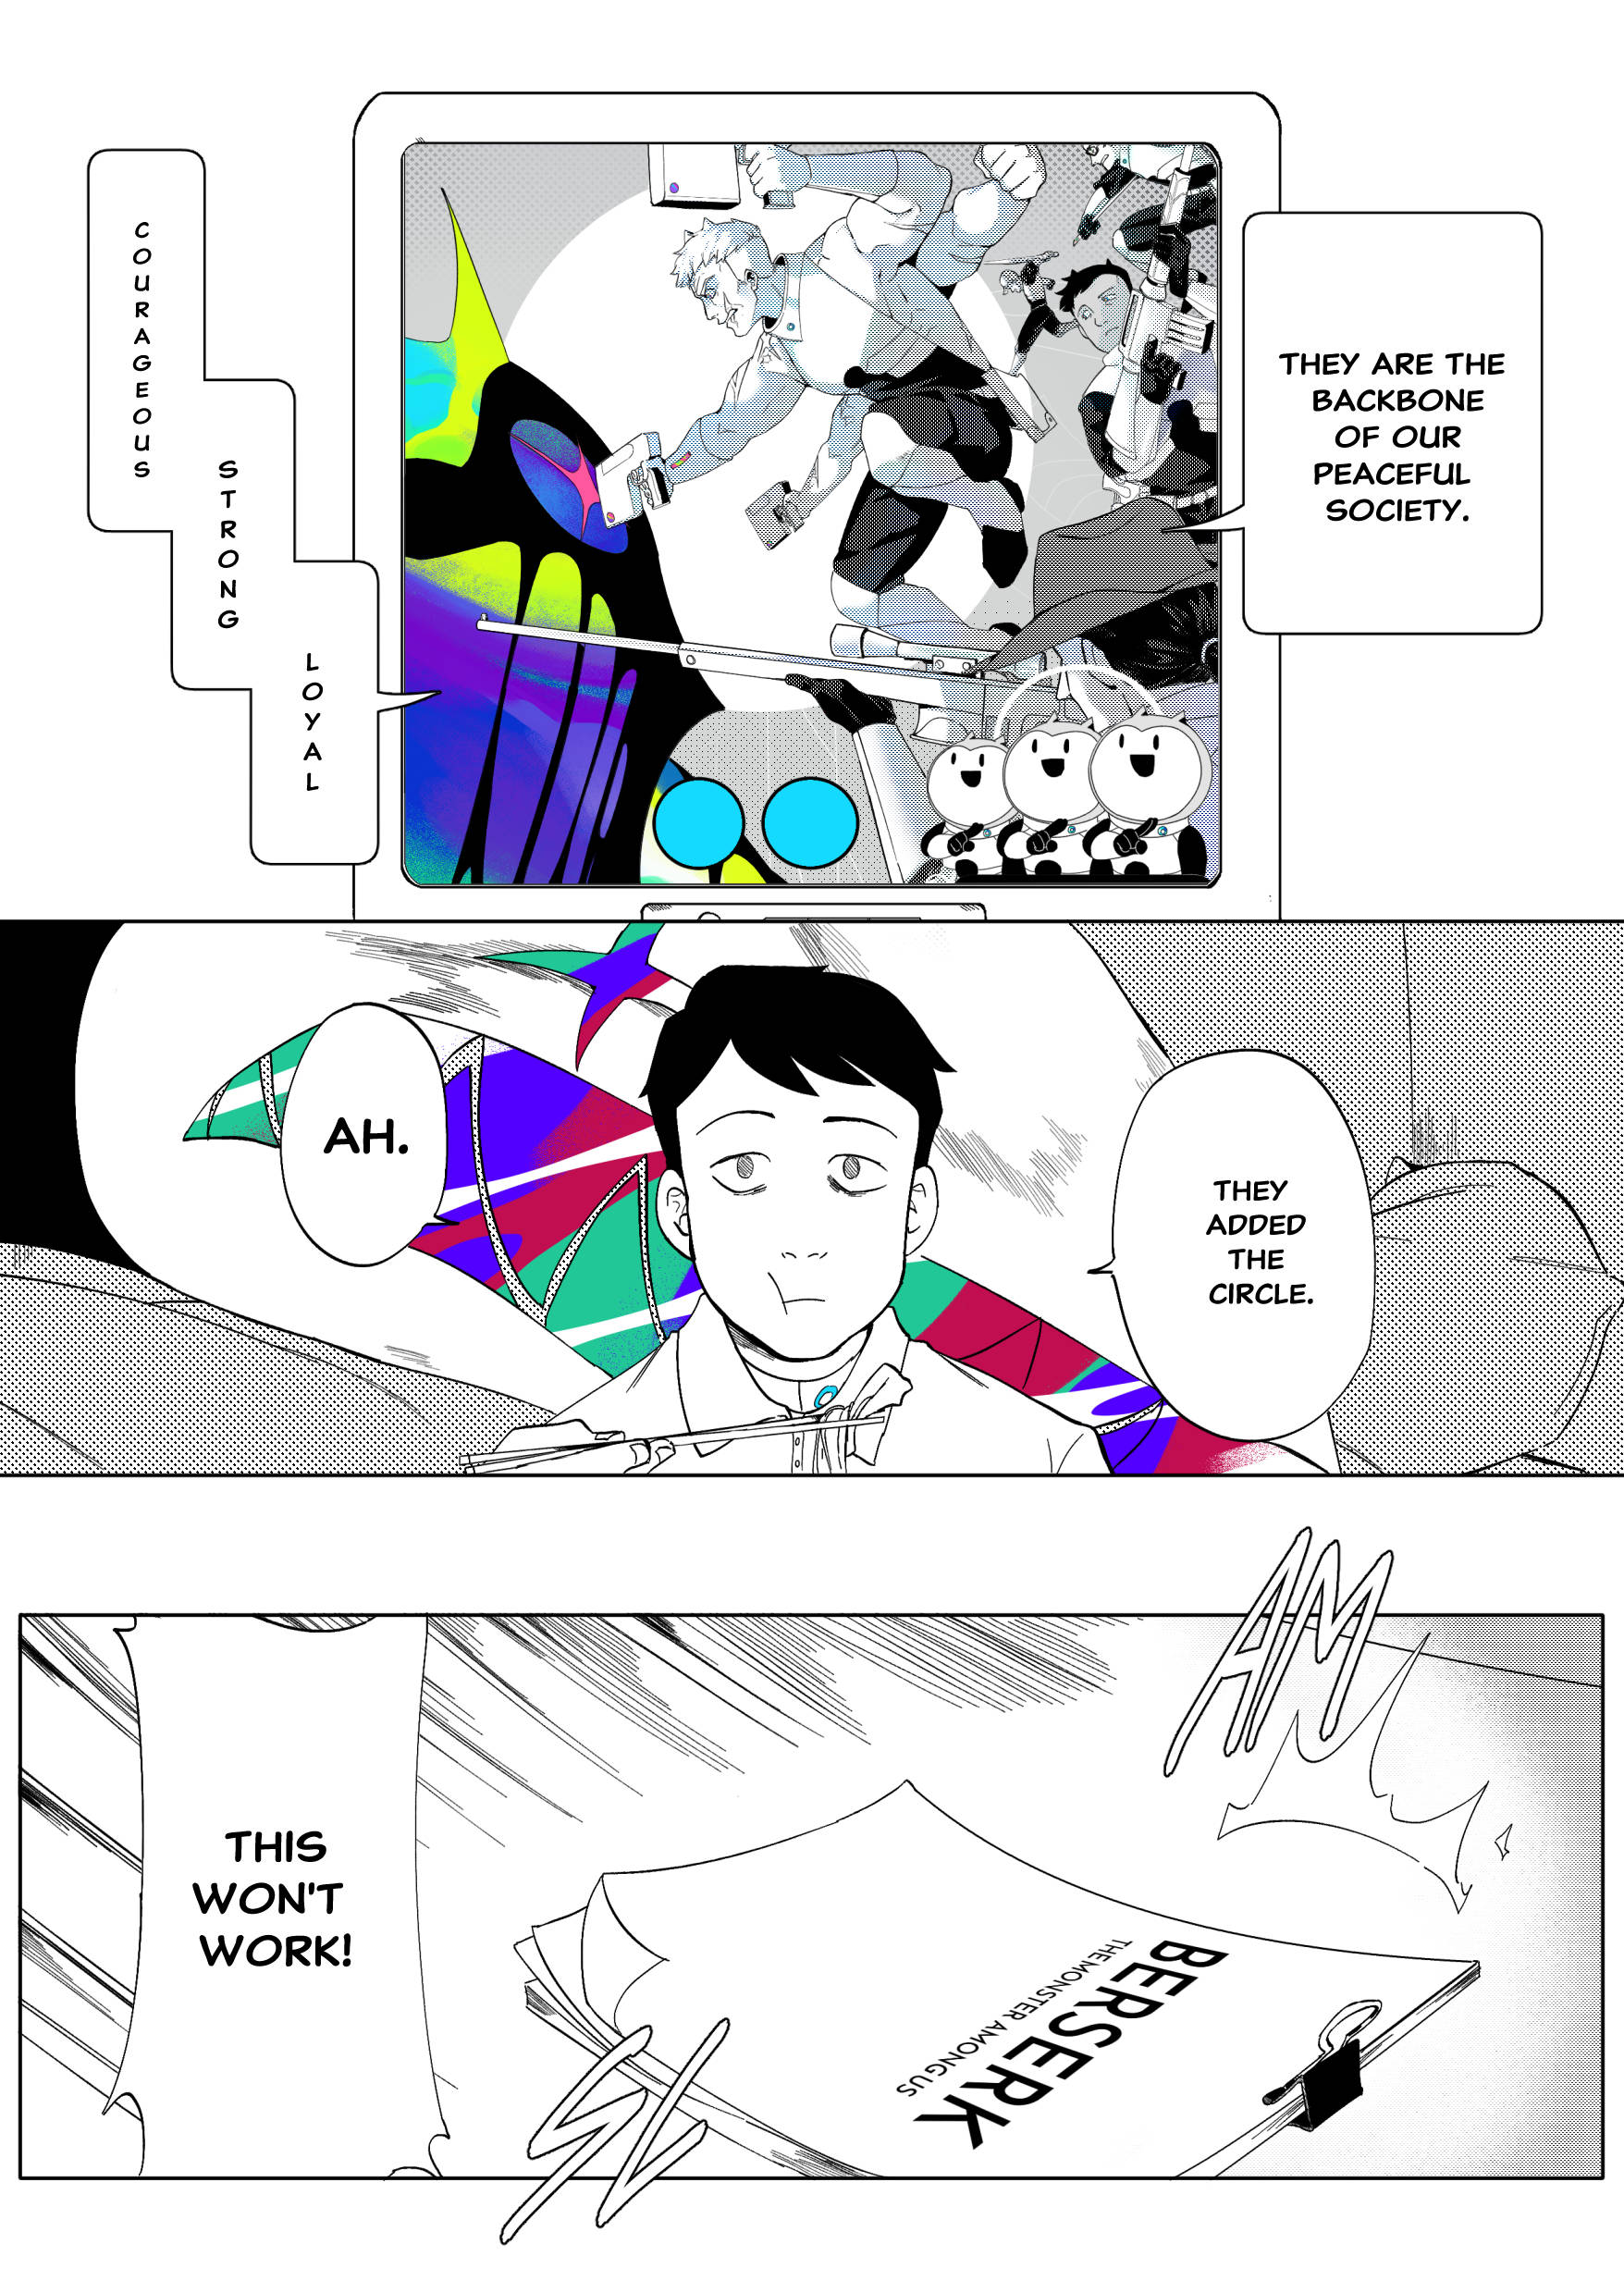 COURAGEOUS
STRONG
LOYAL
THEY ARE THE
BACKBONE
OF OUR
PEACEFUL
SOCIETY.
AH.
THEY
ADDED
THE
CIRCLE.
THIS
WON'T
WORK!
SL
AM
BERSERK
THE MONSTER AMONG US